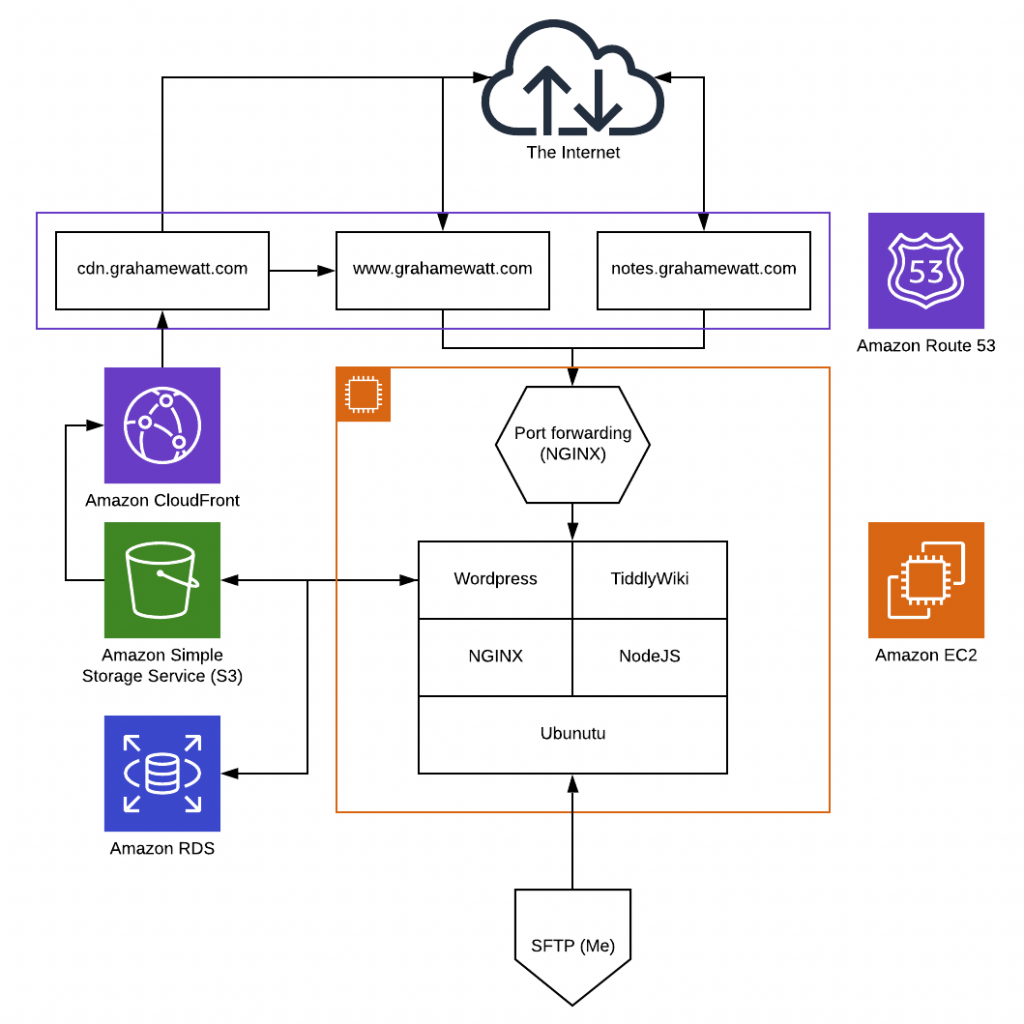 The Internet
cdn.grahamewatt.com
www.grahamewatt.com
notes.grahamewatt.com
53
Amazon Route 53
Port forwarding
(NGINX)
Amazon CloudFront
Wordpress
TiddlyWiki
Amazon Simple
Storage Service (S3)
NGINX
NodeJS
Amazon EC2
Ubunutu
Amazon RDS
SFTP (Me)